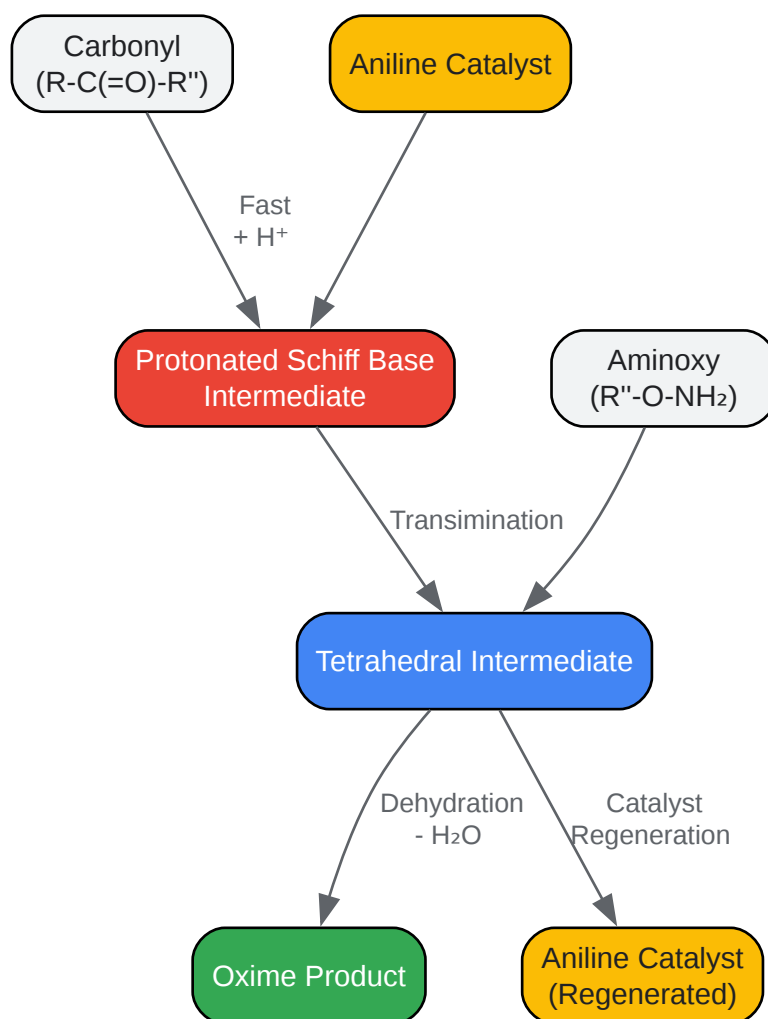 Carbonyl
(R-C(=O)-R")
Aniline Catalyst
Fast
+ H⁺
Protonated Schiff Base
Intermediate
Aminoxy
(R"-O-NH₂)
Transimination
Tetrahedral Intermediate
Dehydration
- H₂O
Catalyst
Regeneration
Oxime Product
Aniline Catalyst
(Regenerated)